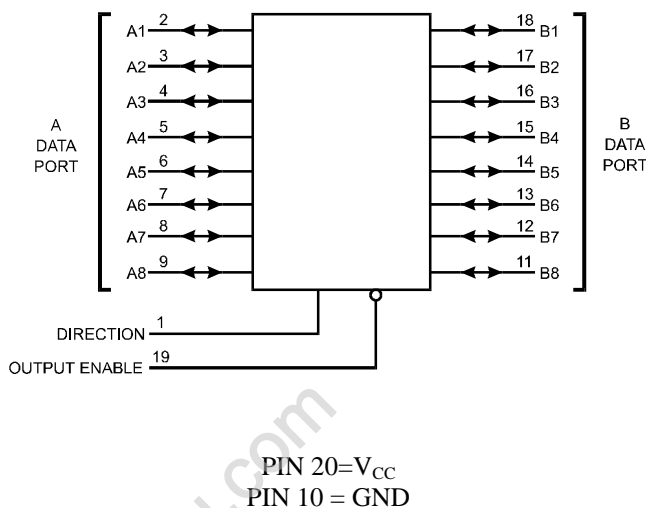 A1 2 18 B1
A2 3 17 B2
A3 4 16 B3
A4 5 15 B4
A5 6 14 B5
A6 7 13 B6
A7 8 12 B7
A8 9 11 B8
A
DATA
PORT
B
DATA
PORT
DIRECTION 1
OUTPUT ENABLE 19
PIN 20=VCC
PIN 10 = GND
.com